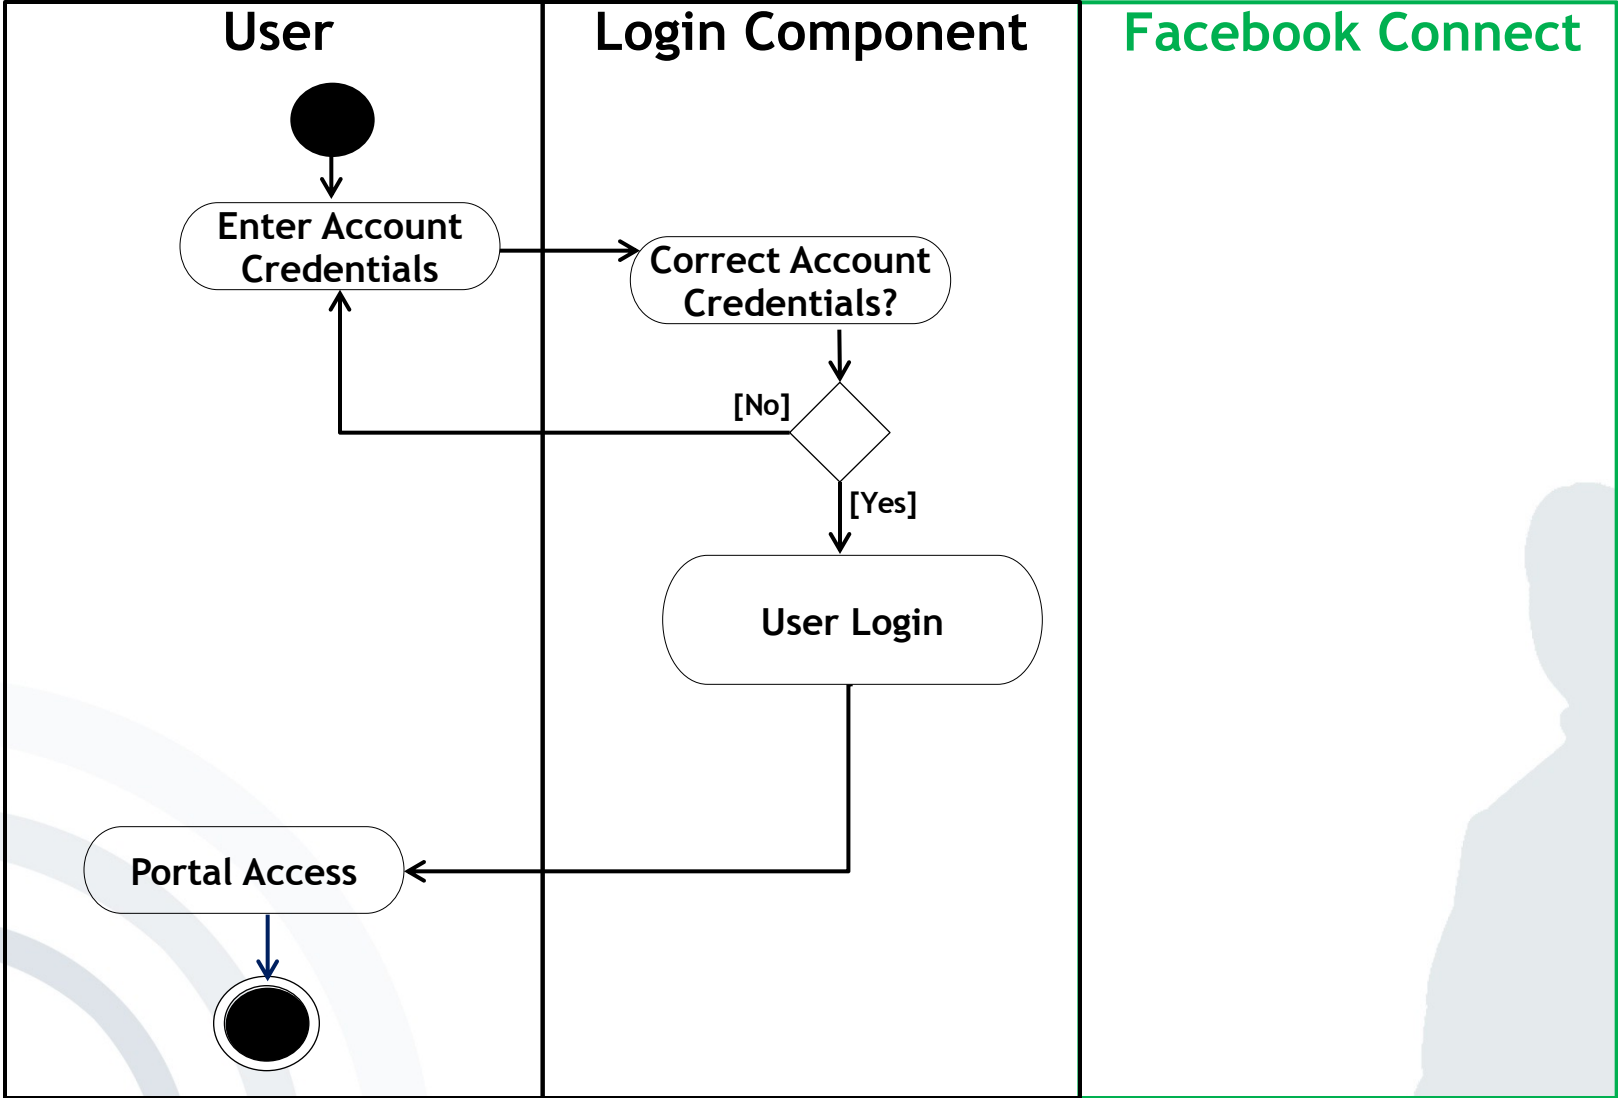 User
Login Component
Facebook Connect
Enter Account
Credentials
Correct Account
Credentials?
[No]
[Yes]
User Login
Portal Access